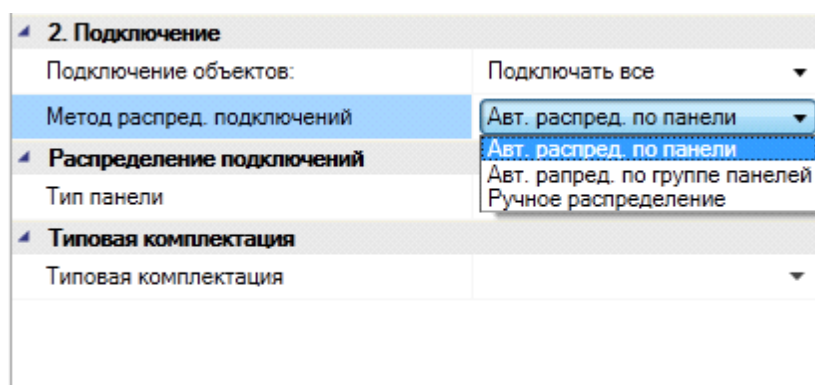 2. Подключение
Подключение объектов: Подключать все
Метод распред. подключений Авт. распред. по панели
Авт. распред. по панели
Распределение подключений
Авт. рапред. по группе панелей
Тип панели
Ручное распределение
Типовая комплектация
Типовая комплектация